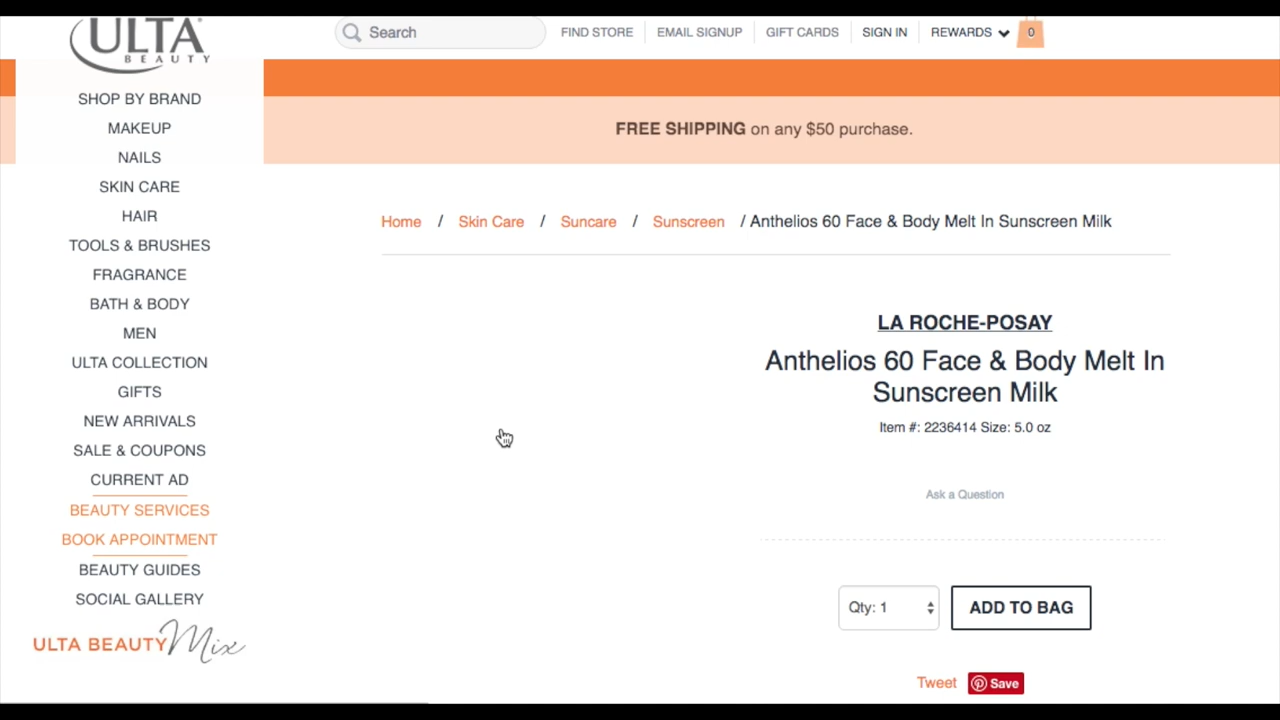 ULTA
BEAUTY
Search
FIND STORE
EMAIL SIGNUP
GIFT CARDS
SIGN IN
REWARDS
0
SHOP BY BRAND
MAKEUP
NAILS
SKIN CARE
HAIR
TOOLS & BRUSHES
FRAGRANCE
BATH & BODY
MEN
ULTA COLLECTION
GIFTS
NEW ARRIVALS
SALE & COUPONS
CURRENT AD
BEAUTY SERVICES
BOOK APPOINTMENT
BEAUTY GUIDES
SOCIAL GALLERY
ULTA BEAUTY Mix
FREE SHIPPING on any $50 purchase.
Home / Skin Care / Suncare / Sunscreen / Anthelios 60 Face & Body Melt In Sunscreen Milk
LA ROCHE-POSAY
Anthelios 60 Face & Body Melt In
Sunscreen Milk
Item #: 2236414 Size: 5.0 oz
Ask a Question
Qty: 1
ADD TO BAG
Tweet
Save